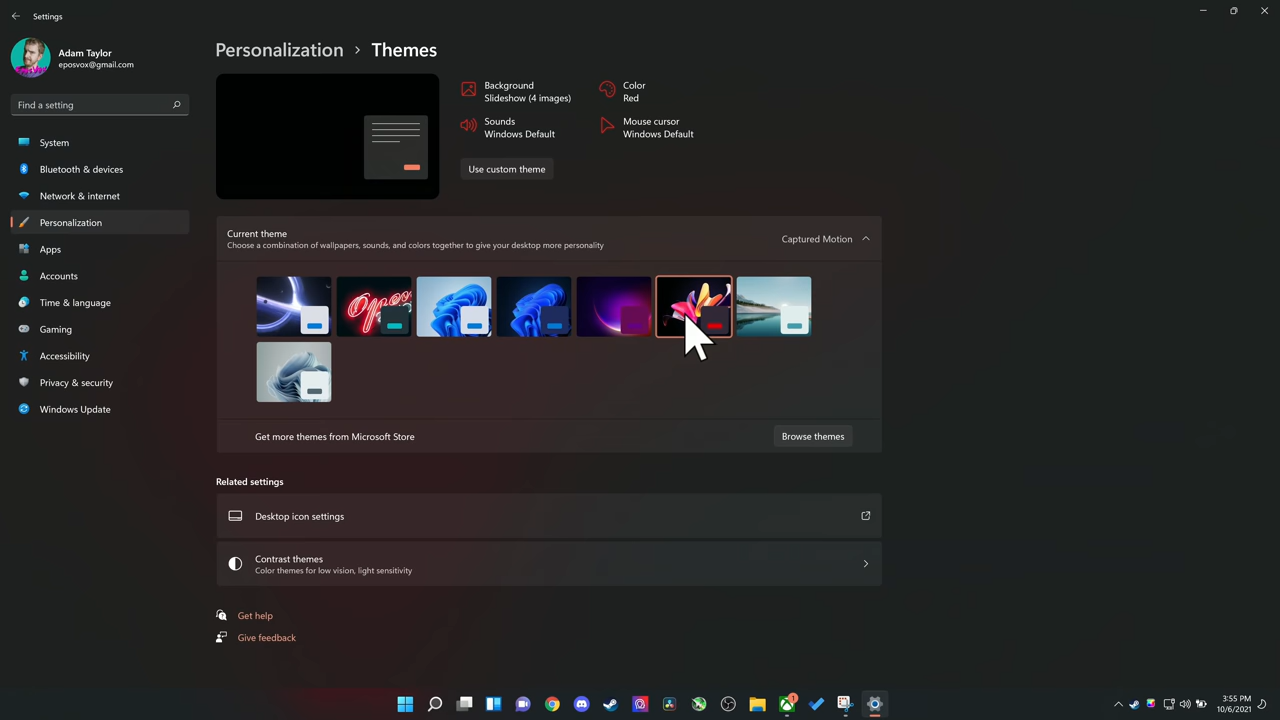 Settings
Adam Taylor
eposvox@gmail.com
Find a setting
System
Bluetooth & devices
Network & internet
Personalization
Apps
Accounts
Time & language
Gaming
Accessibility
Privacy & security
Windows Update
Personalization > Themes
Background
Slideshow (4 images)
Color
Red
Sounds
Windows Default
Mouse cursor
Windows Default
Use custom theme
Current theme
Choose a combination of wallpapers, sounds, and colors together to give your desktop more personality
Captured Motion
Open
Get more themes from Microsoft Store
Browse themes
Related settings
Desktop icon settings
Contrast themes
Color themes for low vision, light sensitivity
Get help
Give feedback
1
3:55 PM
10/6/2021